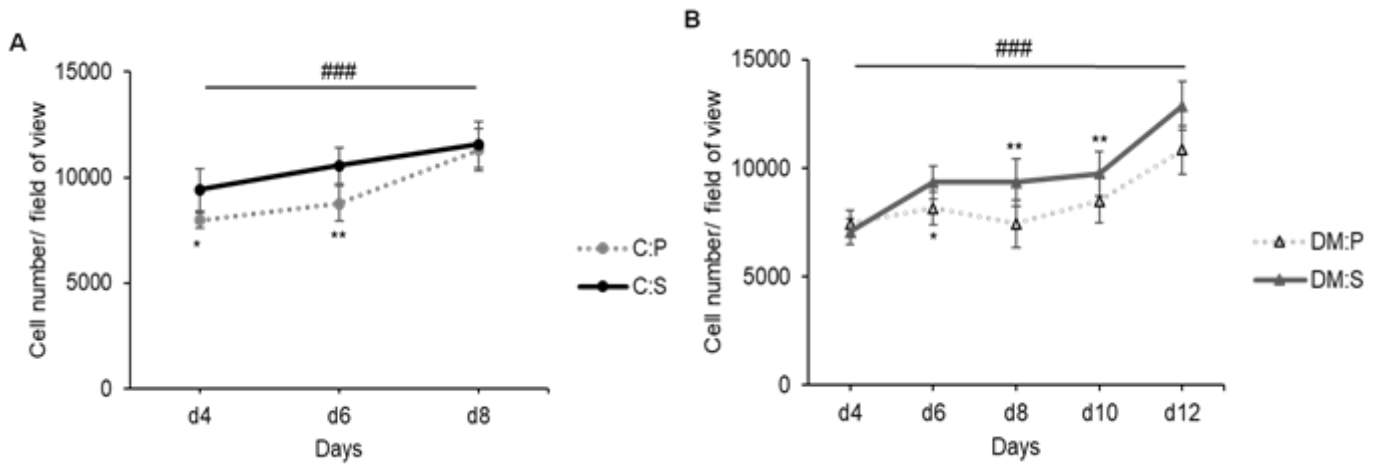 A
###
15000
10000
5000
0
Cell number/ field of view
*
**
d4 d6 d8
Days
C:P
C:S
B
###
15000
10000
5000
0
Cell number/ field of view
*
**
**
d4 d6 d8 d10 d12
Days
DM:P
DM:S